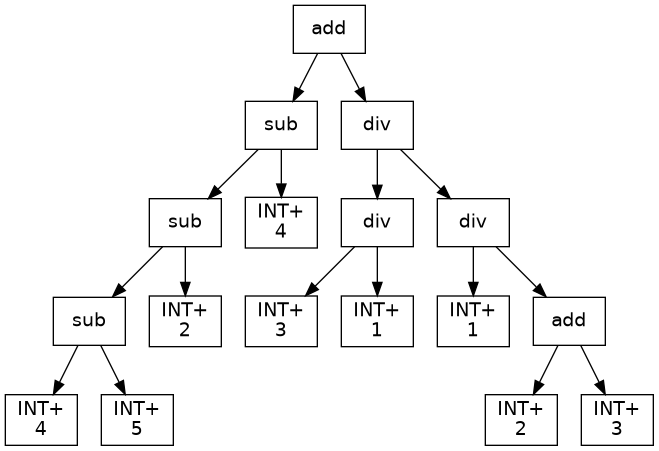 add
sub
div
sub
INT+
4
div
div
sub
INT+
2
INT+
3
INT+
1
INT+
1
add
INT+
4
INT+
5
INT+
2
INT+
3